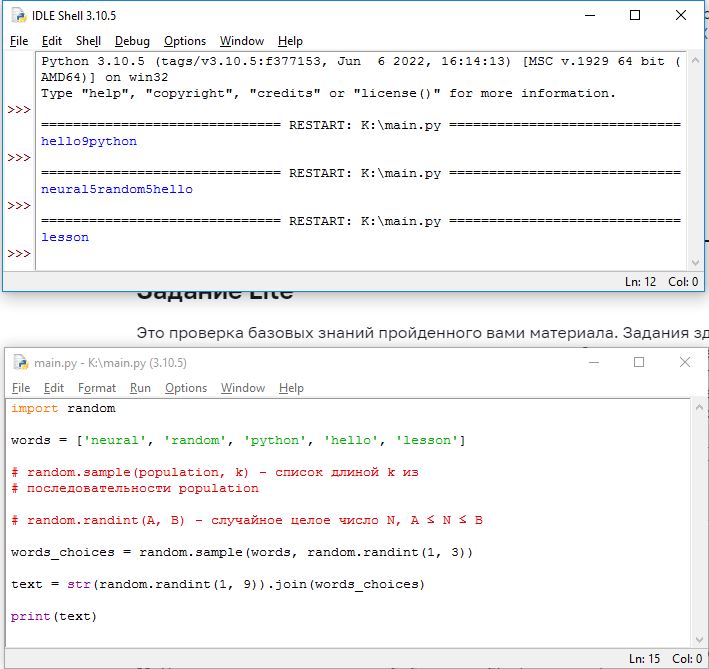 IDLE Shell 3.10.5
File Edit Shell Debug Options Window Help
Python 3.10.5 (tags/v3.10.5:f377153, Jun  6 2022, 16:14:13) [MSC v.1929 64 bit (
AMD64)] on win32
Type "help", "copyright", "credits" or "license()" for more information.
>>>
============================== RESTART: K:\main.py =============================
hello9python
>>>
============================== RESTART: K:\main.py =============================
neural5random5hello
>>>
============================== RESTART: K:\main.py =============================
lesson
>>>
Ln: 12 Col: 0
Задание Lite
Это проверка базовых знаний пройденного вами материала. Задания
main.py - K:\main.py (3.10.5)
File Edit Format Run Options Window Help
import random
words = ['neural', 'random', 'python', 'hello', 'lesson']
# random.sample(population, k) - список длиной k из
# последовательности population
# random.randint(A, B) - случайное целое число N, A ≤ N ≤ B
words_choices = random.sample(words, random.randint(1, 3))
text = str(random.randint(1, 9)).join(words_choices)
print(text)
Ln: 15 Col: 0